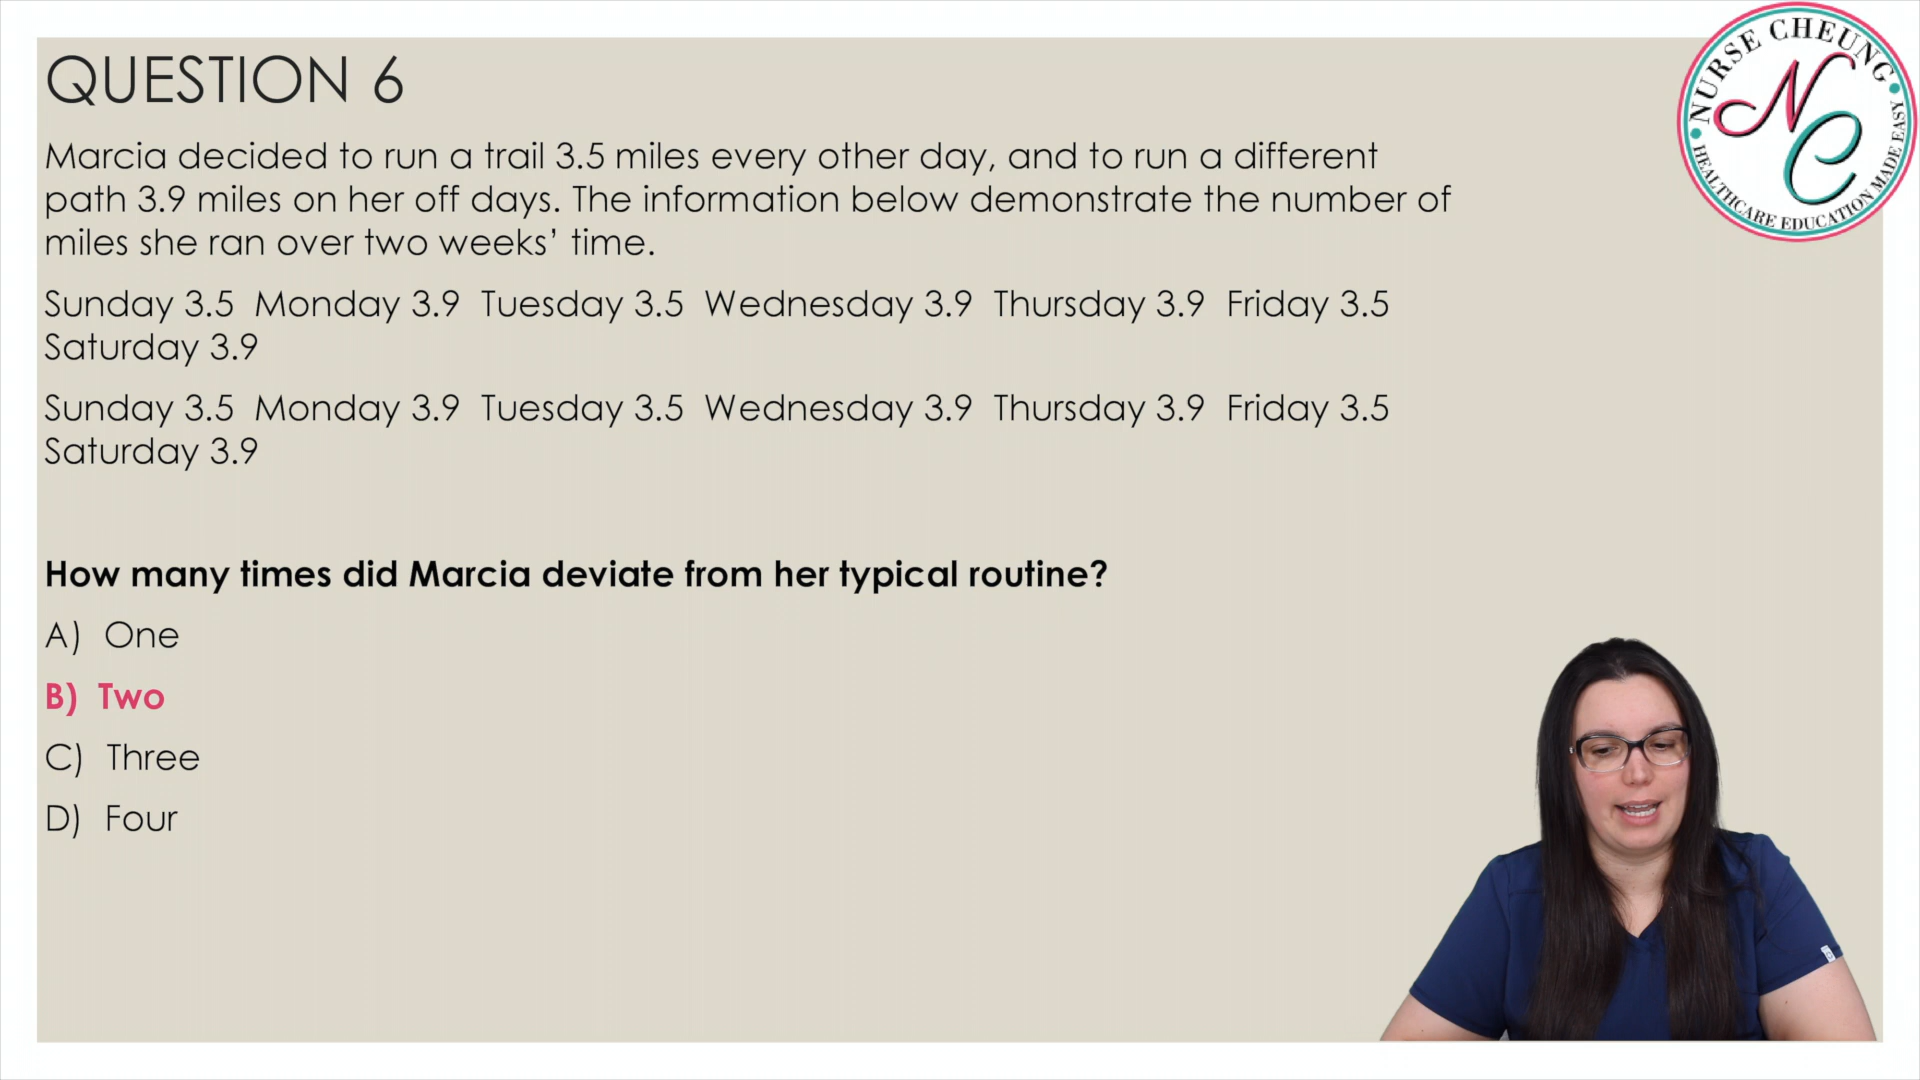 QUESTION 6
Marcia decided to run a trail 3.5 miles every other day, and to run a different
path 3.9 miles on her off days. The information below demonstrate the number of
miles she ran over two weeks’ time.
Sunday 3.5 Monday 3.9 Tuesday 3.5 Wednesday 3.9 Thursday 3.9 Friday 3.5
Saturday 3.9
Sunday 3.5 Monday 3.9 Tuesday 3.5 Wednesday 3.9 Thursday 3.9 Friday 3.5
Saturday 3.9
How many times did Marcia deviate from her typical routine?
A) One
B) Two
C) Three
D) Four
NURSE CHEUNG
NC
HEALTHCARE EDUCATION MADE EASY